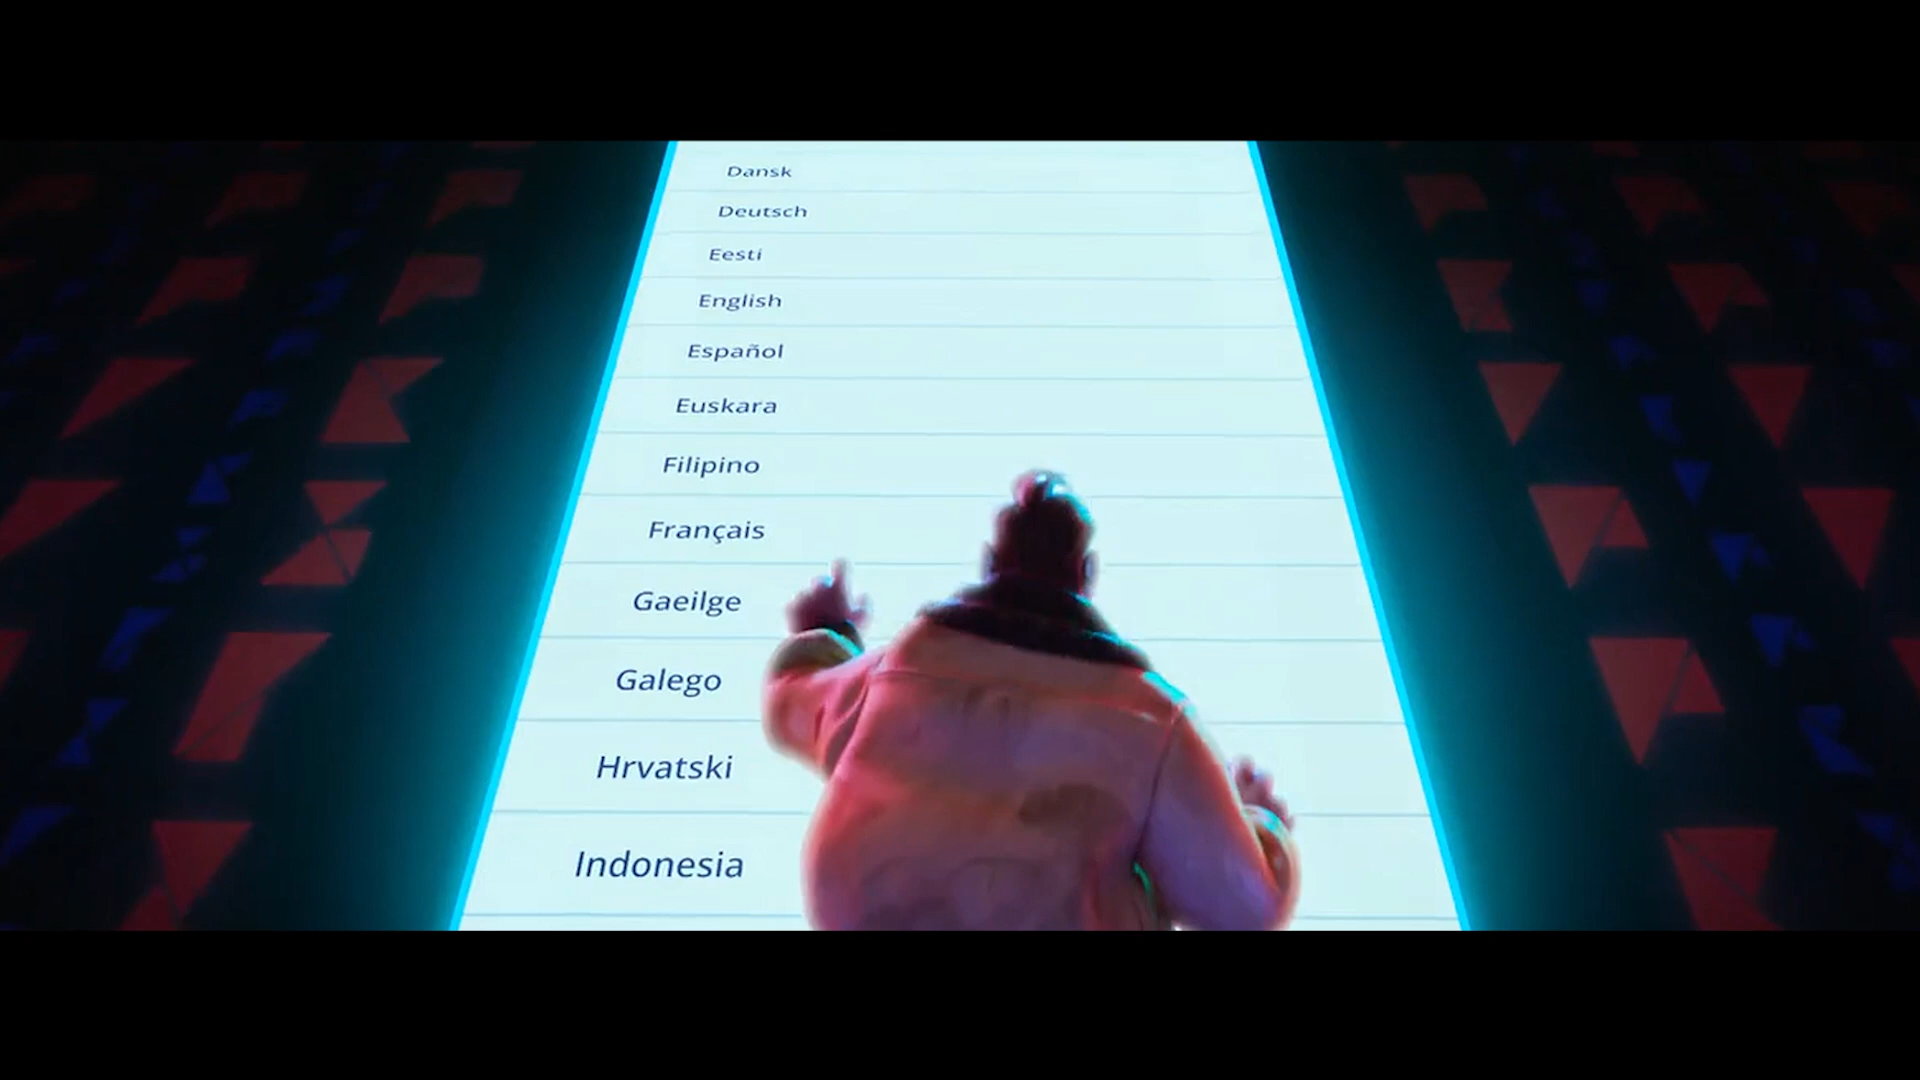 Dansk
Deutsch
Eesti
English
Español
Euskara
Filipino
Français
Gaeilge
Galego
Hrvatski
Indonesia